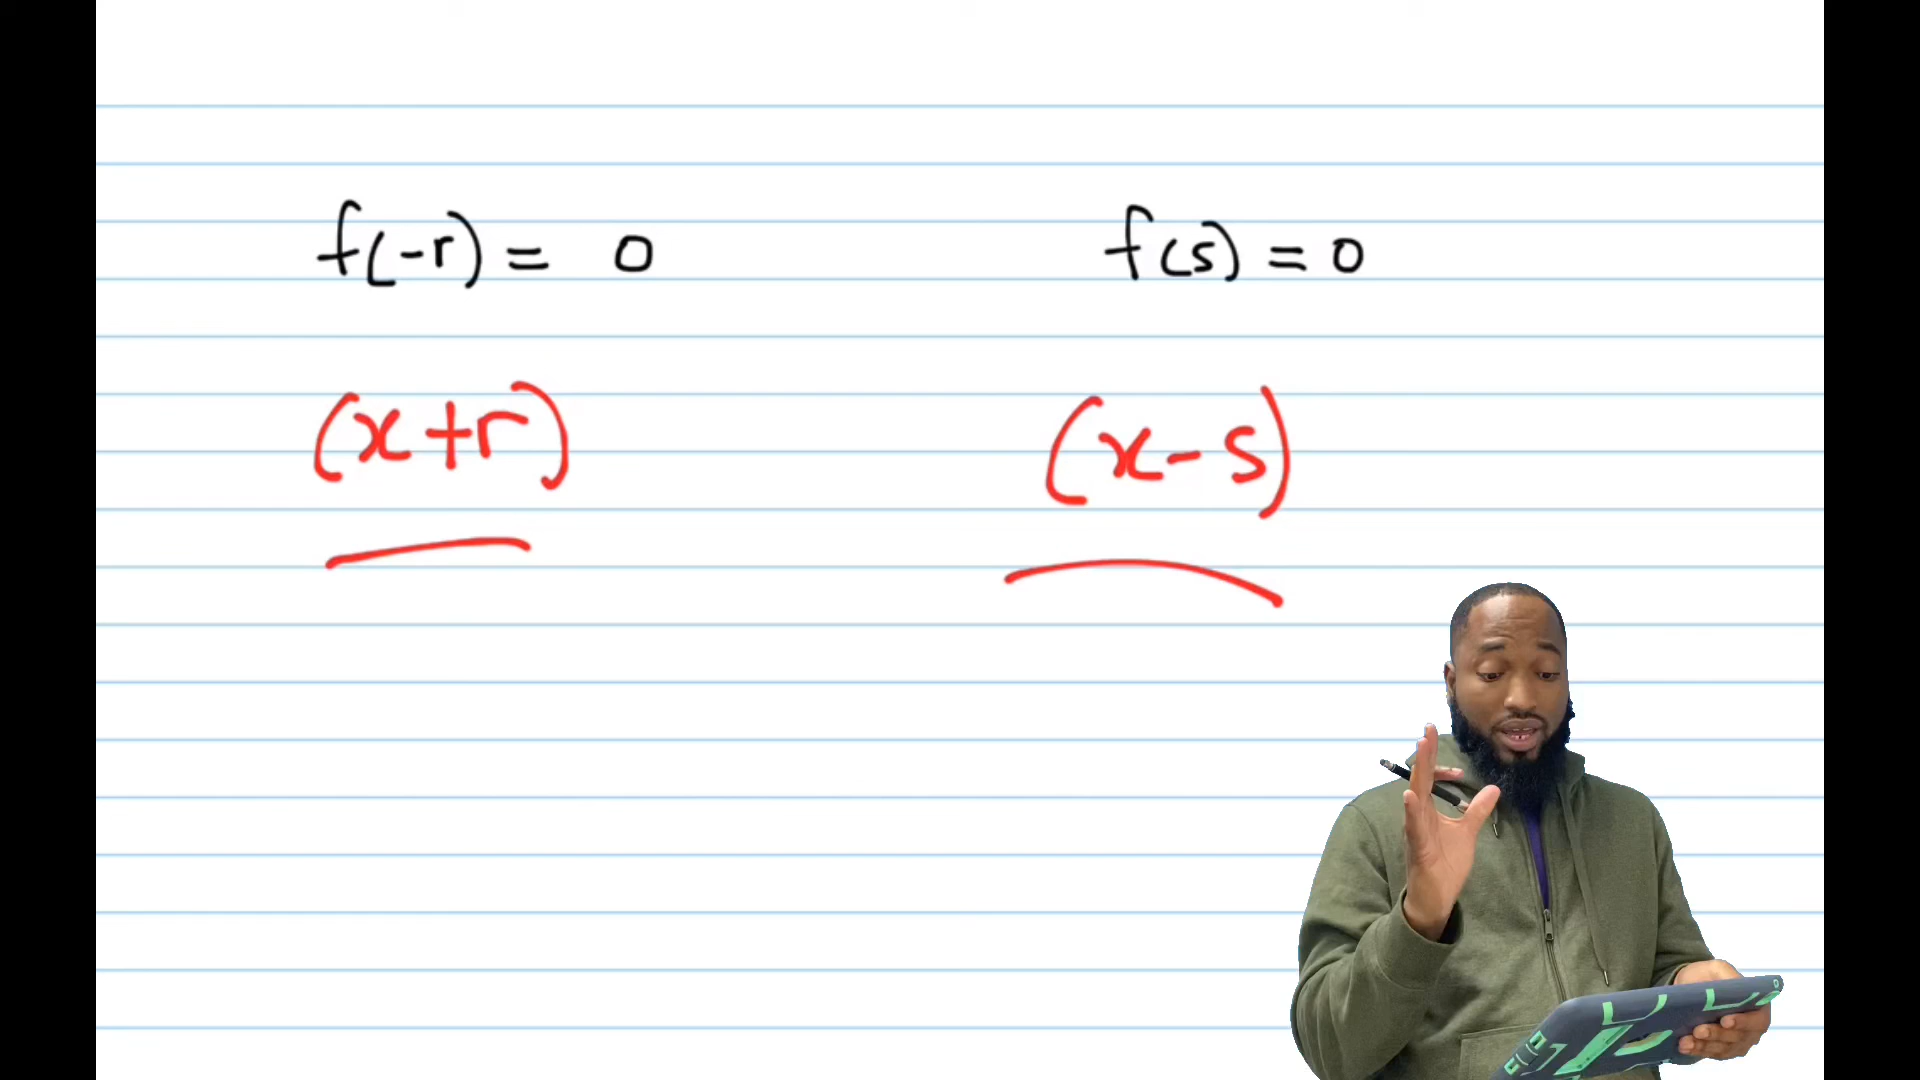 f(-r) = 0
f(s) = 0
(x+r)
(x-s)